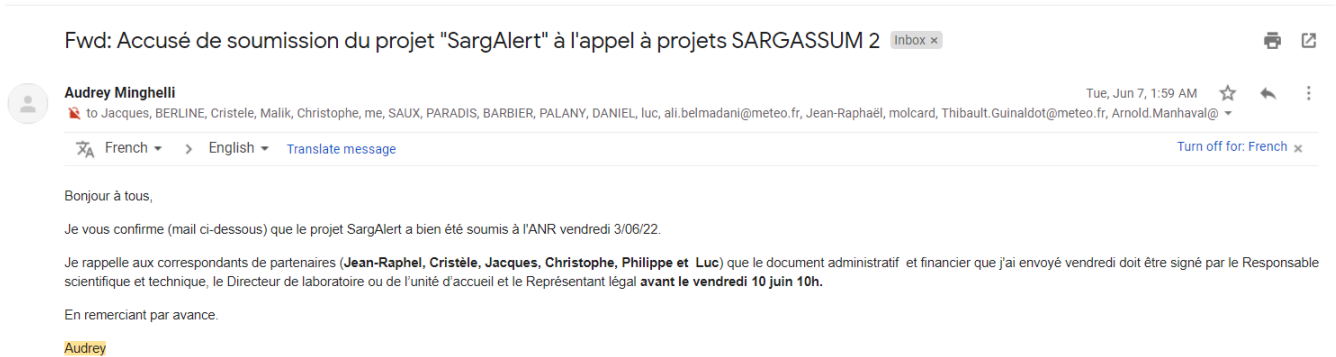 Fwd: Accusé de soumission du projet "SargAlert" à l'appel à projets SARGASSUM 2 Inbox ×
Audrey Minghelli Tue, Jun 7, 1:59 AM
to Jacques, BERLINE, Cristele, Malik, Christophe, me, SAUX, PARADIS, BARBIER, PALANY, DANIEL, luc, ali.belmadani@meteo.fr, Jean-Raphaël, molcard, Thibault.Guinaldot@meteo.fr, Arnold.Manhaval@
French > English Translate message Turn off for: French ×
Bonjour à tous,
Je vous confirme (mail ci-dessous) que le projet SargAlert a bien été soumis à l'ANR vendredi 3/06/22.
Je rappelle aux correspondants de partenaires (Jean-Raphel, Cristèle, Jacques, Christophe, Philippe et Luc) que le document administratif et financier que j'ai envoyé vendredi doit être signé par le Responsable
scientifique et technique, le Directeur de laboratoire ou de l'unité d'accueil et le Représentant légal avant le vendredi 10 juin 10h.
En remerciant par avance.
Audrey